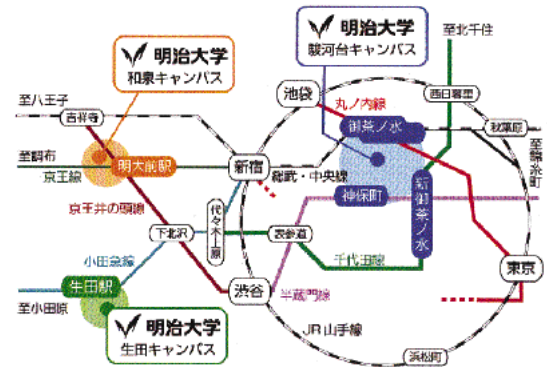 至北千住
明治大学
駿河台キャンパス
明治大学
和泉キャンパス
池袋
丸ノ内線
西日暮里
至八王子
吉祥寺
御茶ノ水
秋葉原
至錦糸町
至調布
京王線
明大前駅
新宿
総武・中央線
神保町
新御茶ノ水
京王井の頭線
代々木上原
下北沢
表参道
小田急線
千代田線
東京
生田駅
渋谷
半蔵門線
至小田原
明治大学
生田キャンパス
JR山手線
浜松町